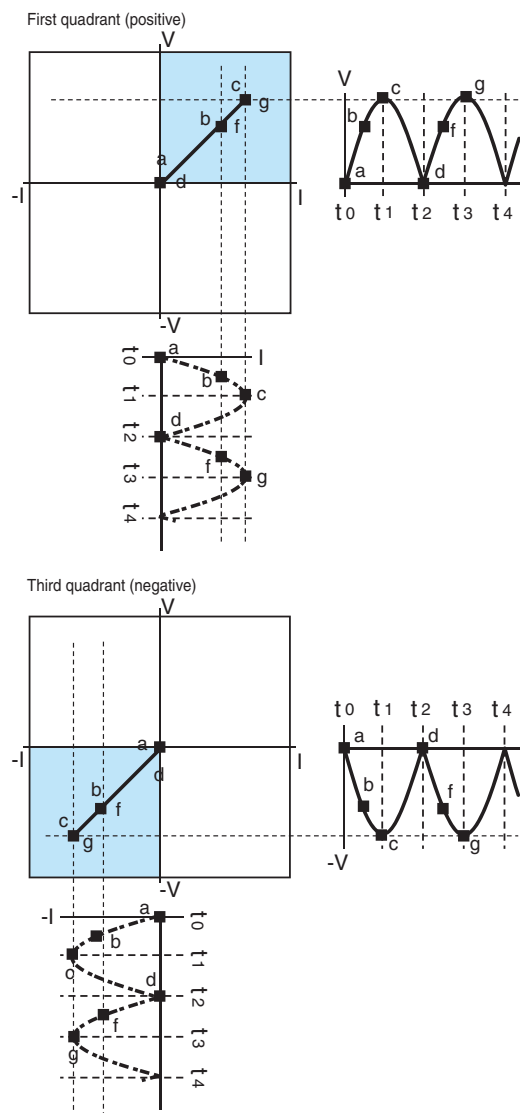 First quadrant (positive)
V
V
c
g
b
f
a
d
-I
I
-V
c
g
b
f
a
d
t0 t1 t2 t3 t4
t0
a
I
b
t1
c
t2
d
f
t3
g
t4
Third quadrant (negative)
V
t0 t1 t2 t3 t4
-I
a
I
d
b
c
f
g
-V
a
d
b
f
c
g
-V
-I
a
t0
b
t1
c
d
t2
f
t3
g
t4